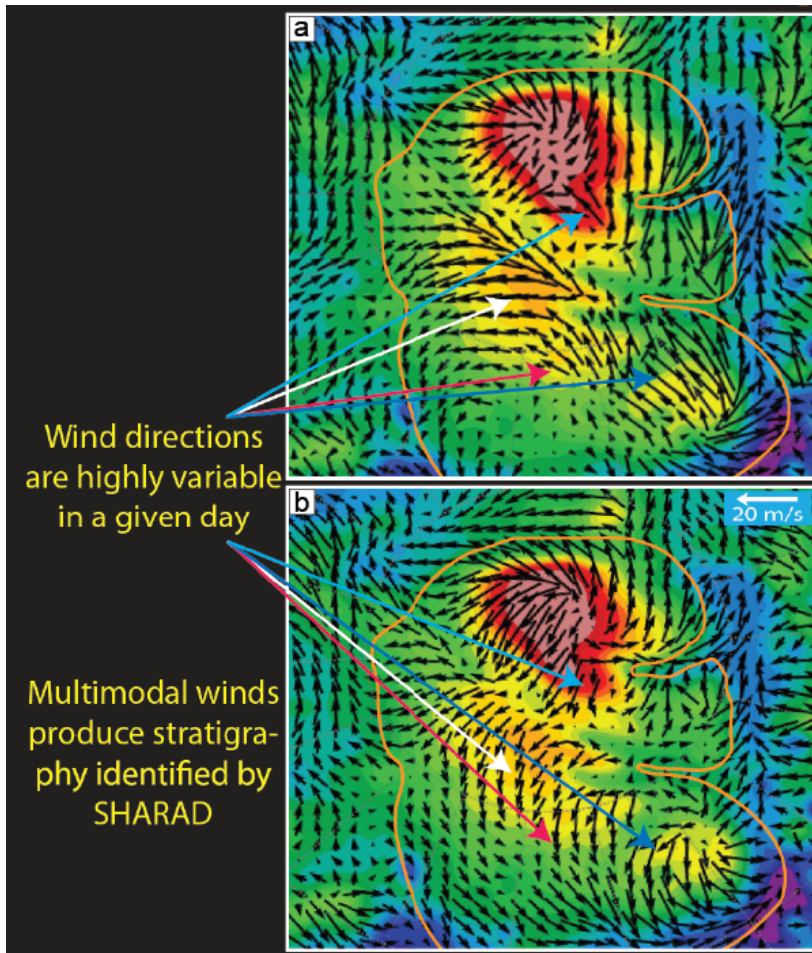 a
Wind directions
are highly variable
in a given day
b
20 m/s
Multimodal winds
produce stratigra-
phy identified by
SHARAD